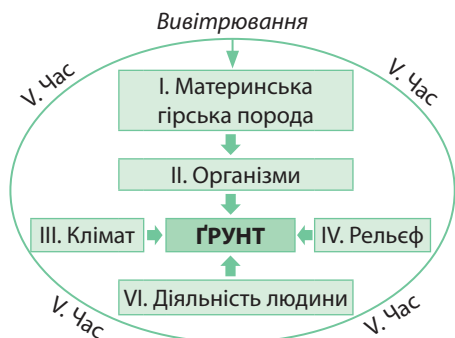 Вивітрювання
V. Час
V. Час
I. Материнська
гірська порода
II. Організми
III. Клімат
ҐРУНТ
IV. Рельєф
VI. Діяльність людини
V. Час
V. Час